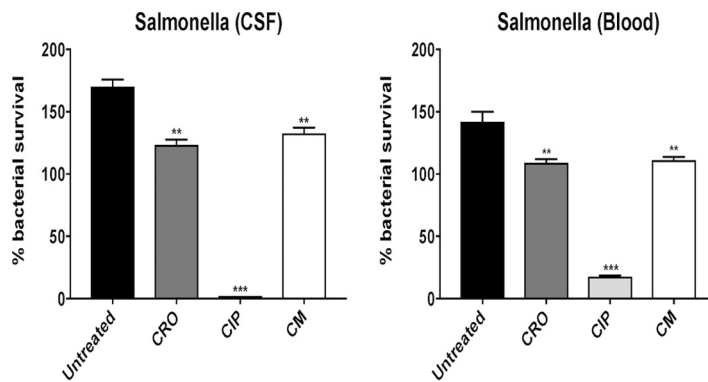 Salmonella (CSF)
% bacterial survival
200
150
100
50
0
**
***
**
Untreated
CRO
CIP
CM
Salmonella (Blood)
% bacterial survival
200
150
100
50
0
**
***
**
Untreated
CRO
CIP
CM